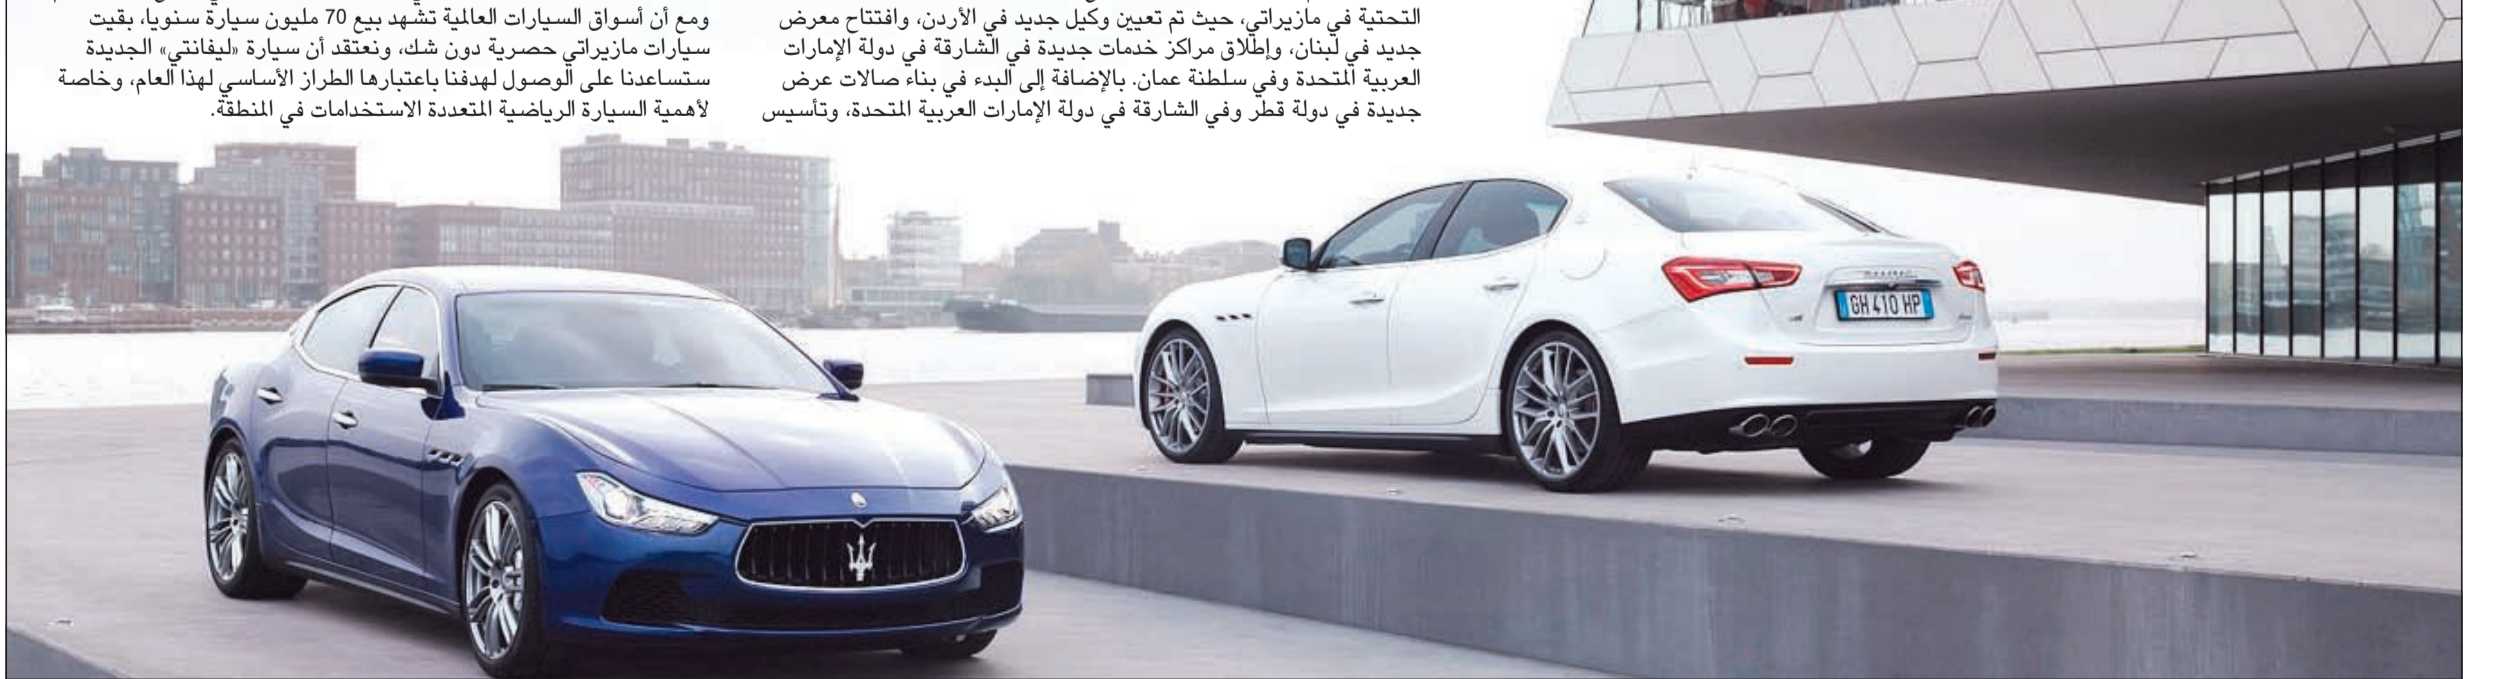 التحتية في مازيراتي، حيث تم تعيين وكيل جديد في الأردن، وافتتاح معرض
جديد في لبنان، وإطلاق مراكز خدمات جديدة في الشارقة في دولة الإمارات
العربية المتحدة وفي سلطنة عمان. بالإضافة إلى البدء في بناء صالات عرض
جديدة في دولة قطر وفي الشارقة في دولة الإمارات العربية المتحدة، وتأسيس
ومع أن أسواق السيارات العالمية تشهد بيع 70 مليون سيارة سنويا، بقيت
سيارات مازيراتي حصرية دون شك، ونعتقد أن سيارة «ليفانتي» الجديدة
ستساعدنا على الوصول لهدفنا باعتبارها الطراز الأساسي لهذا العام، وخاصة
لأهمية السيارة الرياضية المتعددة الاستخدامات في المنطقة.
Maserati
GH 410 HP